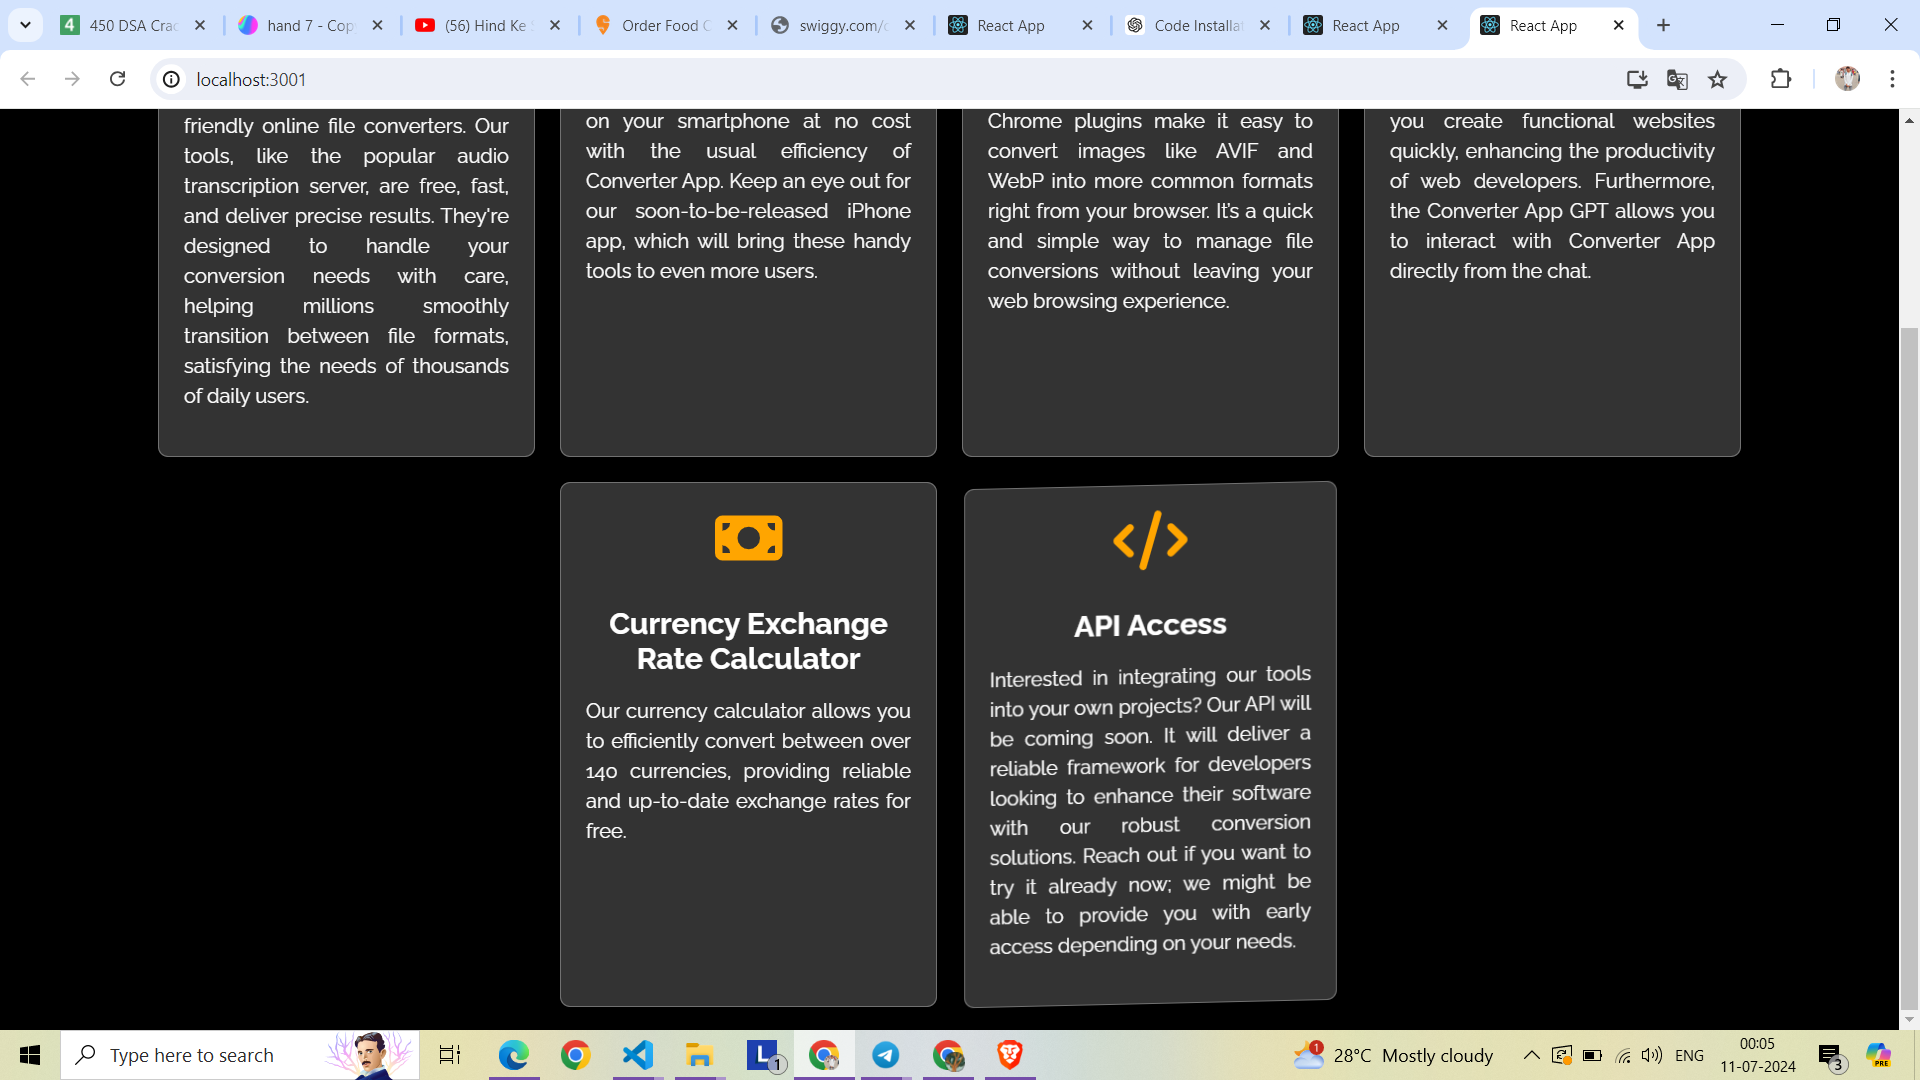 450 DSA Crac
hand 7 - Cop
(56) Hind Ke S
Order Food O
swiggy.com/c
React App
Code Installat
React App
React App
localhost:3001
friendly online file converters. Our
tools, like the popular audio
transcription server, are free, fast,
and deliver precise results. They're
designed to handle your
conversion needs with care,
helping millions smoothly
transition between file formats,
satisfying the needs of thousands
of daily users.
on your smartphone at no cost
with the usual efficiency of
Converter App. Keep an eye out for
our soon-to-be-released iPhone
app, which will bring these handy
tools to even more users.
Chrome plugins make it easy to
convert images like AVIF and
WebP into more common formats
right from your browser. It's a quick
and simple way to manage file
conversions without leaving your
web browsing experience.
you create functional websites
quickly, enhancing the productivity
of web developers. Furthermore,
the Converter App GPT allows you
to interact with Converter App
directly from the chat.
Currency Exchange
Rate Calculator
Our currency calculator allows you
to efficiently convert between over
140 currencies, providing reliable
and up-to-date exchange rates for
free.
API Access
Interested in integrating our tools
into your own projects? Our API will
be coming soon. It will deliver a
reliable framework for developers
looking to enhance their software
with our robust conversion
solutions. Reach out if you want to
try it already now; we might be
able to provide you with early
access depending on your needs.
Type here to search
28°C Mostly cloudy
ENG
00:05
11-07-2024